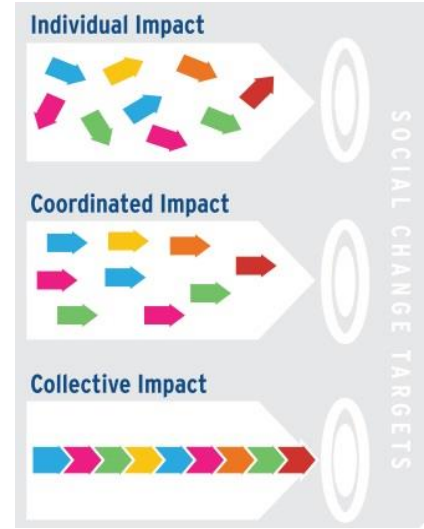 Individual Impact
Coordinated Impact
Collective Impact
SOCIAL CHANGE TARGETS